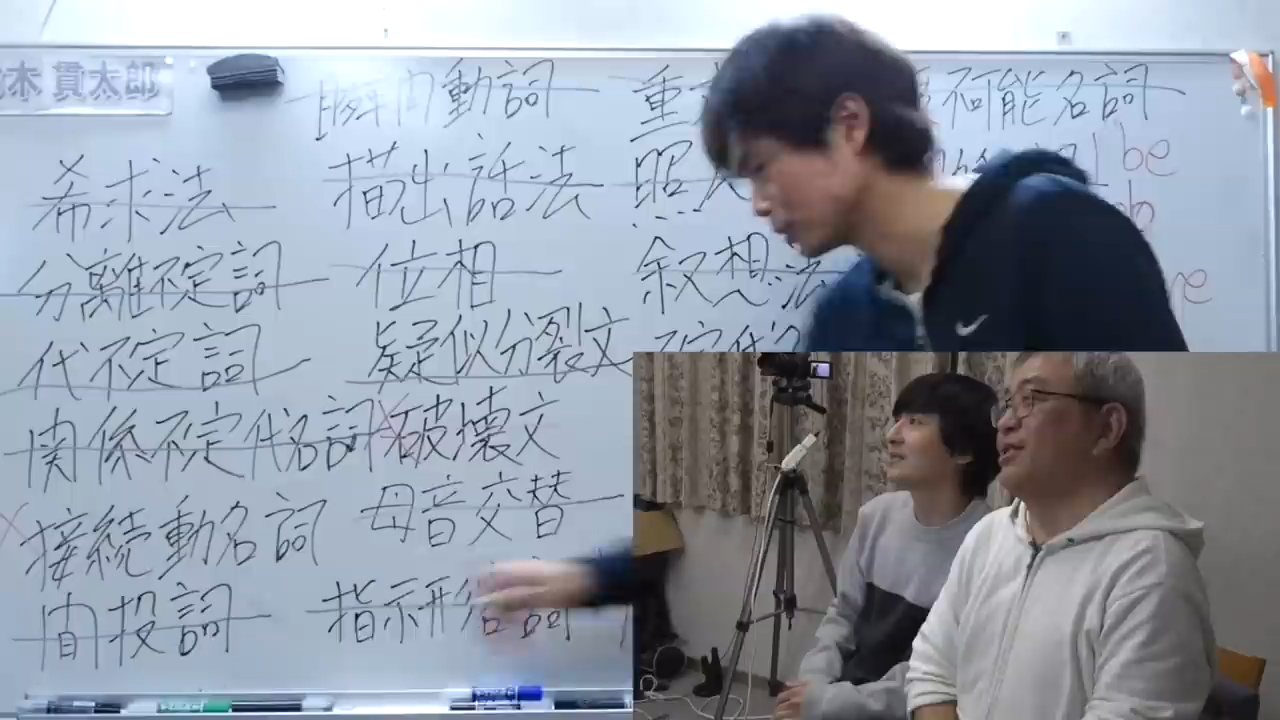 木 貫太郎
瞬間動詞
重
可能名詞
希求法
描出話法
照
be
分離不定詞
位相
叙想法
代不定詞
疑似分裂文
関係不定代名詞
破壊文
接続動名詞
母音交替
間投詞
指示形容詞